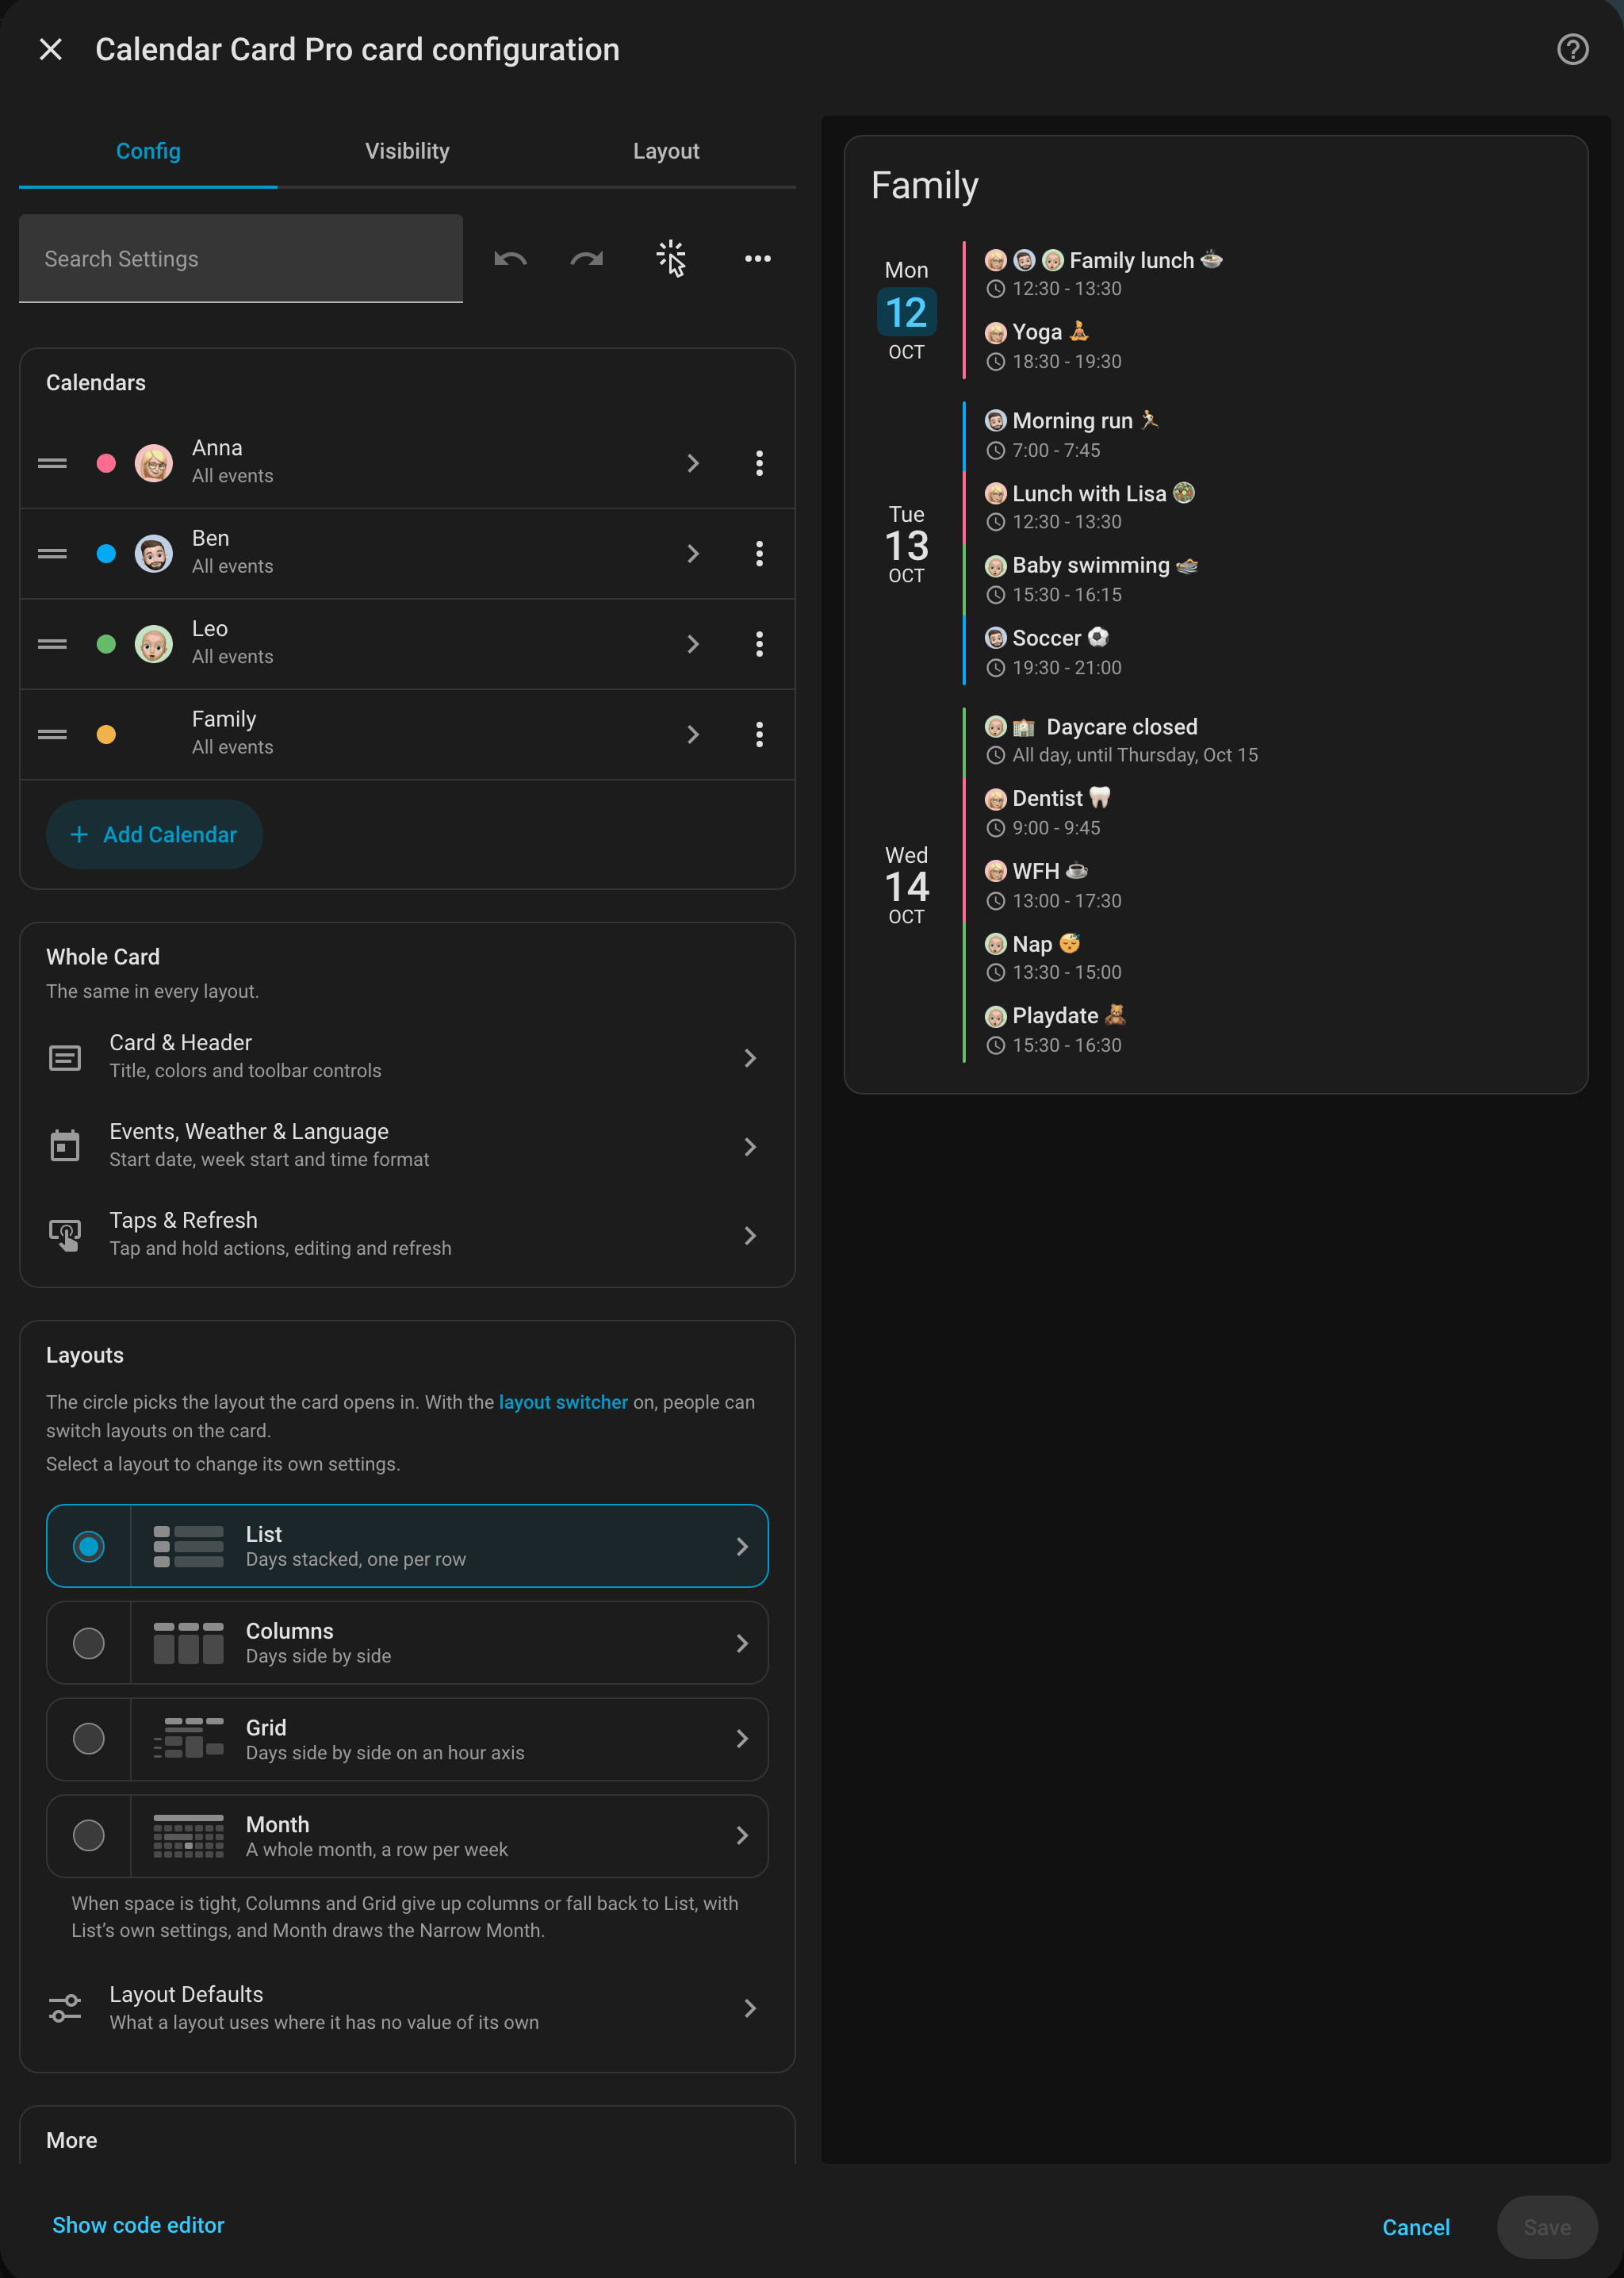 Calendar Card Pro card configuration
Config
Visibility
Layout
Search Settings
Calendars
Anna
All events
Ben
All events
Leo
All events
Family
All events
+ Add Calendar
Whole Card
The same in every layout.
Card & Header
Title, colors and toolbar controls
Events, Weather & Language
Start date, week start and time format
Taps & Refresh
Tap and hold actions, editing and refresh
Layouts
The circle picks the layout the card opens in. With the layout switcher on, people can
switch layouts on the card.
Select a layout to change its own settings.
List
Days stacked, one per row
Columns
Days side by side
Grid
Days side by side on an hour axis
Month
A whole month, a row per week
When space is tight, Columns and Grid give up columns or fall back to List, with
List’s own settings, and Month draws the Narrow Month.
Layout Defaults
What a layout uses where it has no value of its own
More
Family
Mon
12
OCT
Family lunch
12:30 - 13:30
Yoga
18:30 - 19:30
Tue
13
OCT
Morning run
7:00 - 7:45
Lunch with Lisa
12:30 - 13:30
Baby swimming
15:30 - 16:15
Soccer
19:30 - 21:00
Wed
14
OCT
Daycare closed
All day, until Thursday, Oct 15
Dentist
9:00 - 9:45
WFH
13:00 - 17:30
Nap
13:30 - 15:00
Playdate
15:30 - 16:30
Show code editor
Cancel
Save